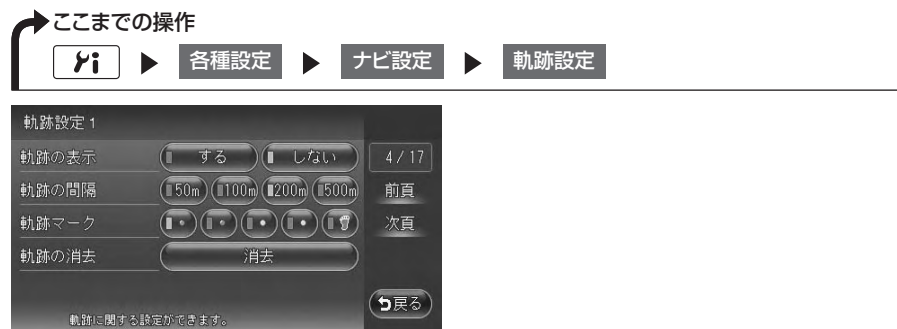 ここまでの操作
各種設定 ナビ設定 軌跡設定
軌跡設定 1
軌跡の表示 する しない 4/17
軌跡の間隔 50m 100m 200m 500m 前頁
軌跡マーク 次頁
軌跡の消去 消去
戻る
軌跡に関する設定ができます。